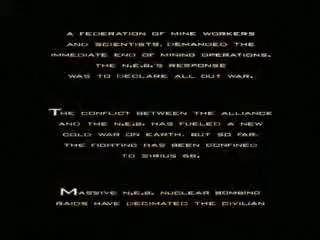 A FEDERATION OF MINE WORKERS
AND SCIENTISTS, DEMANDED THE
IMMEDIATE END OF MINING OPERATIONS.
THE N.E.B.'S RESPONSE
WAS TO DECLARE ALL OUT WAR.
THE CONFLICT BETWEEN THE ALLIANCE
AND THE N.E.B. HAS FUELED A NEW
COLD WAR ON EARTH, BUT SO FAR,
THE FIGHTING HAS BEEN CONFINED
TO SIRIUS 6B.
MASSIVE N.E.B. NUCLEAR BOMBING
RAIDS HAVE DECIMATED THE CIVILIAN